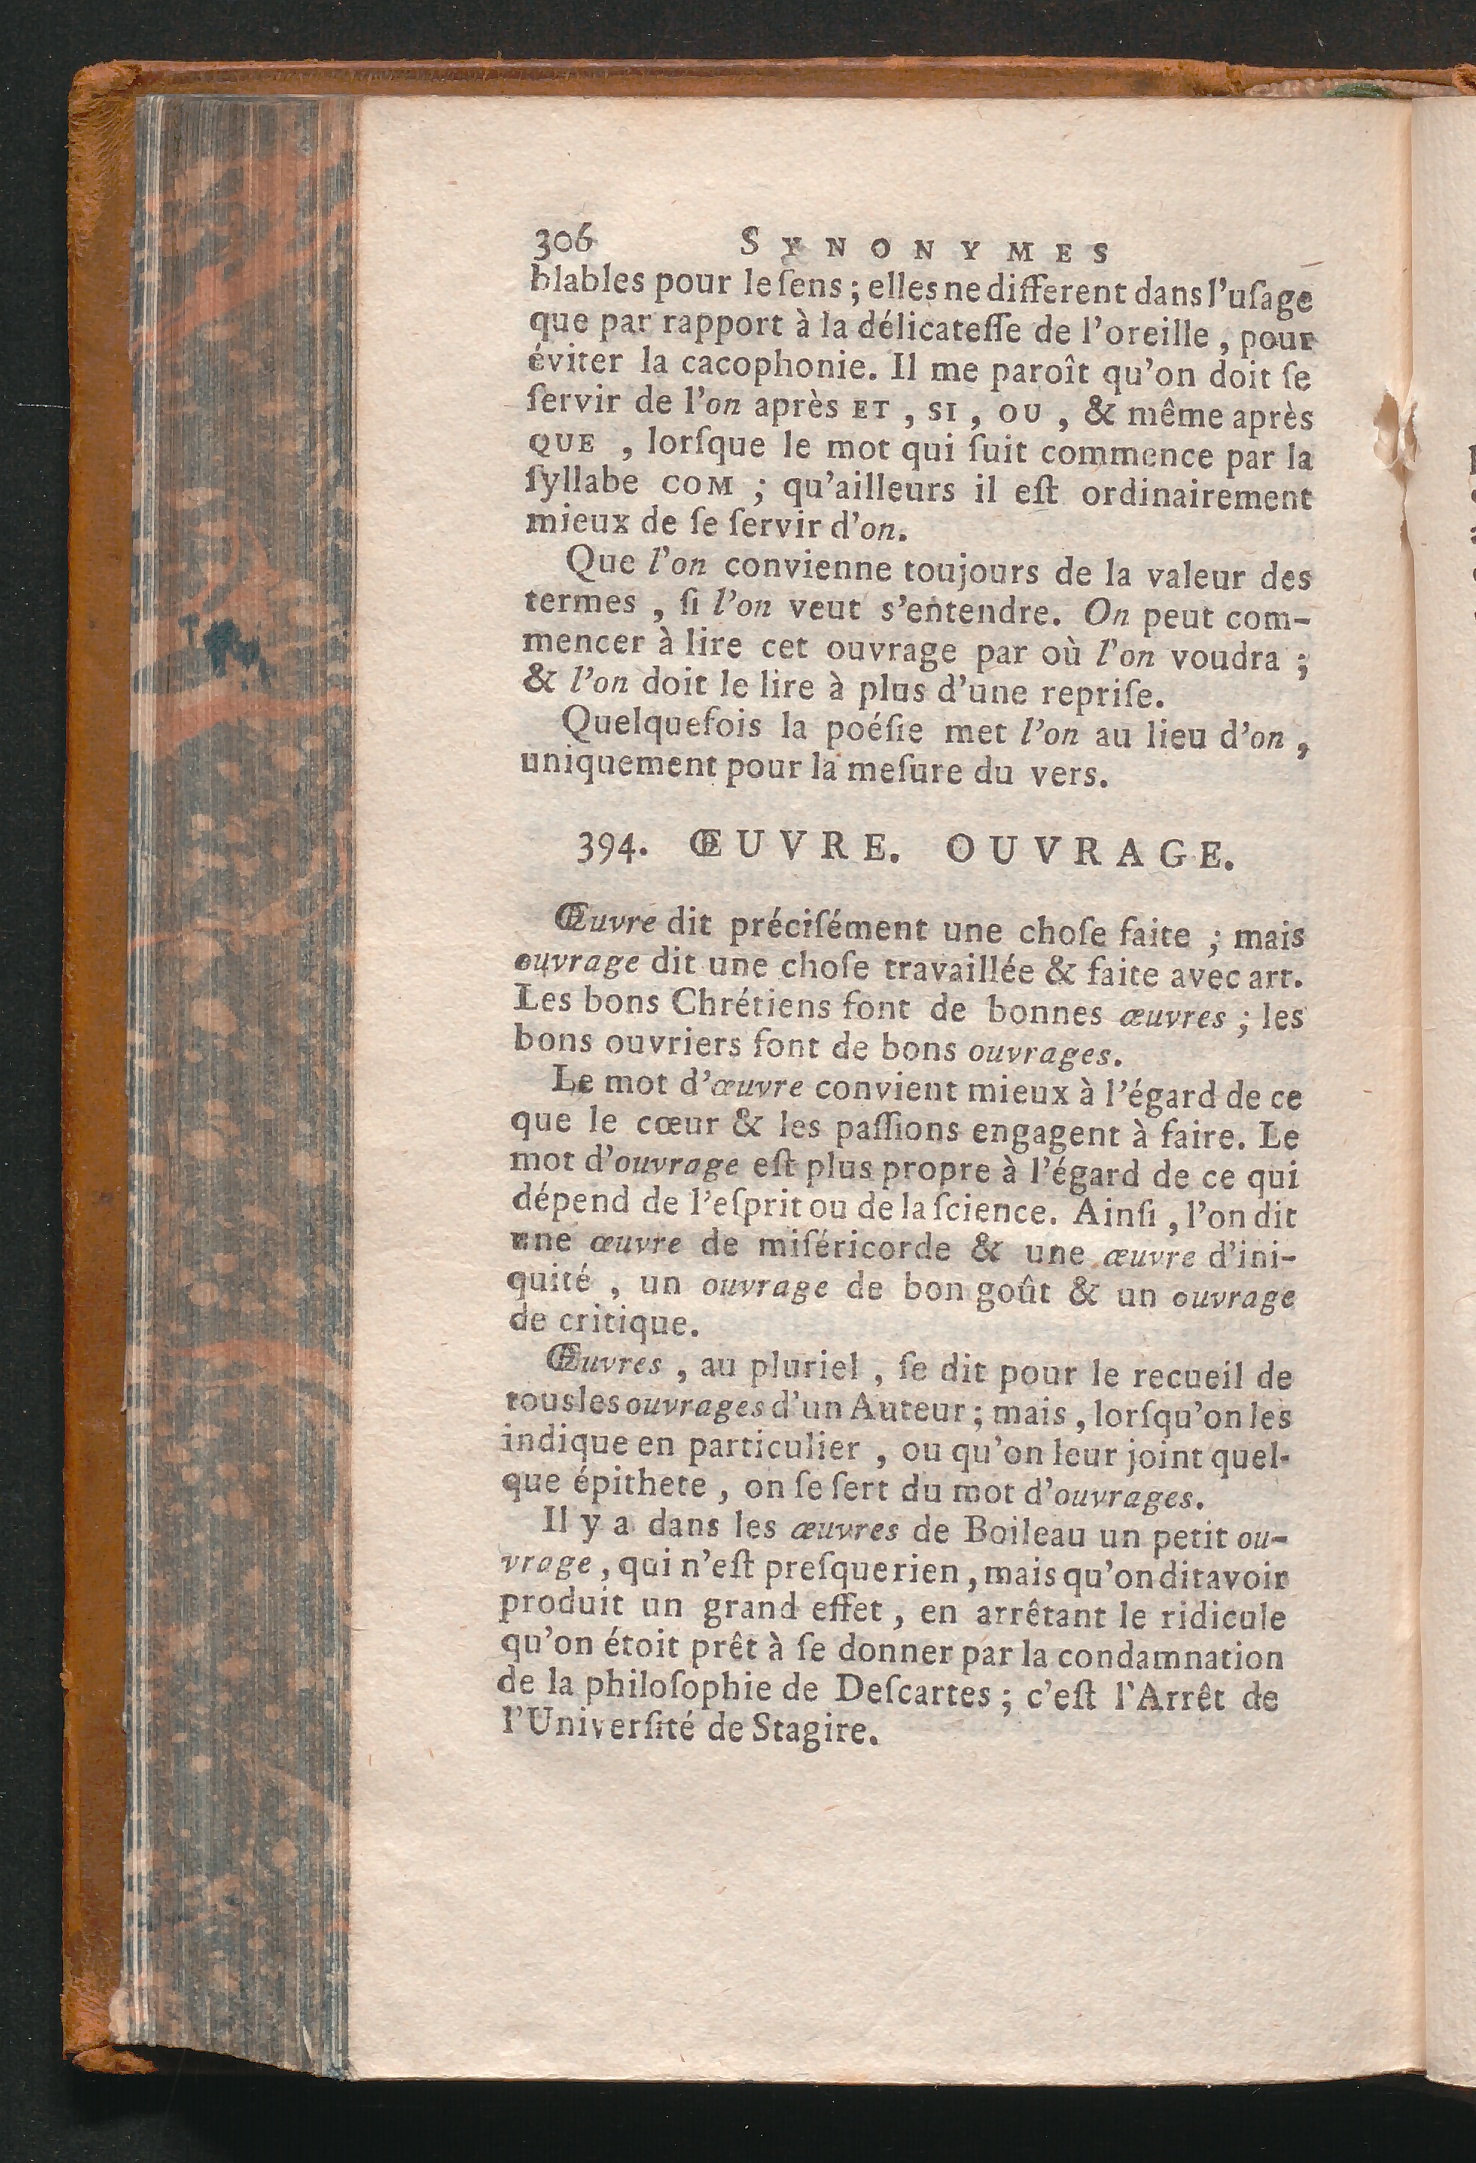 306 SYNONYMES
blables pour le ſens ; elles ne different dans l'uſage
que par rapport à la délicateſſe de l'oreille , pour
éviter la cacophonie. Il me paroît qu'on doit ſe
ſervir de l'on après ET , SI , OU , & même après
QUE , lorſque le mot qui ſuit commence par la
ſyllabe COM ; qu'ailleurs il eſt ordinairement
mieux de ſe ſervir d'on.
Que l'on convienne toujours de la valeur des
termes , ſi l'on veut s'entendre. On peut com-
mencer à lire cet ouvrage par où l'on voudra ;
& l'on doit le lire à plus d'une repriſe.
Quelquefois la poéſie met l'on au lieu d'on ,
uniquement pour la meſure du vers.
394. ŒUVRE. OUVRAGE.
Œuvre dit préciſément une choſe faite ; mais
ouvrage dit une choſe travaillée & faite avec art.
Les bons Chrétiens font de bonnes œuvres ; les
bons ouvriers font de bons ouvrages.
Le mot d'œuvre convient mieux à l'égard de ce
que le cœur & les paſſions engagent à faire. Le
mot d'ouvrage eſt plus propre à l'égard de ce qui
dépend de l'eſprit ou de la ſcience. Ainſi , l'on dit
une œuvre de miſéricorde & une œuvre d'ini-
quité , un ouvrage de bon goût & un ouvrage
de critique.
Œuvres , au pluriel , ſe dit pour le recueil de
tous les ouvrages d'un Auteur ; mais , lorſqu'on les
indique en particulier , ou qu'on leur joint quel-
que épithete , on ſe ſert du mot d'ouvrages.
Il y a dans les œuvres de Boileau un petit ou-
vrage , qui n'eſt preſque rien , mais qu'on dit avoir
produit un grand effet , en arrêtant le ridicule
qu'on étoit prêt à ſe donner par la condamnation
de la philoſophie de Deſcartes ; c'eſt l'Arrêt de
l'Univerſité de Stagire.